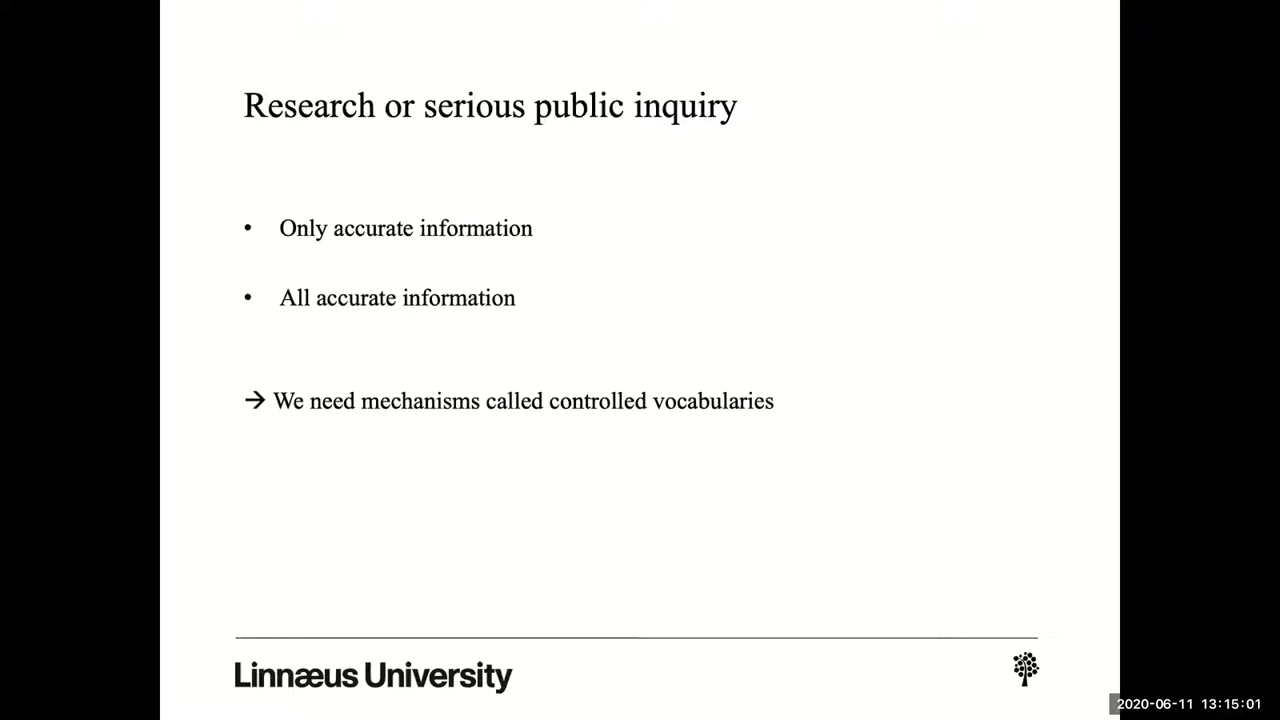 Research or serious public inquiry
• Only accurate information
• All accurate information
→ We need mechanisms called controlled vocabularies
Linnæus University
2020-06-11 13:15:01